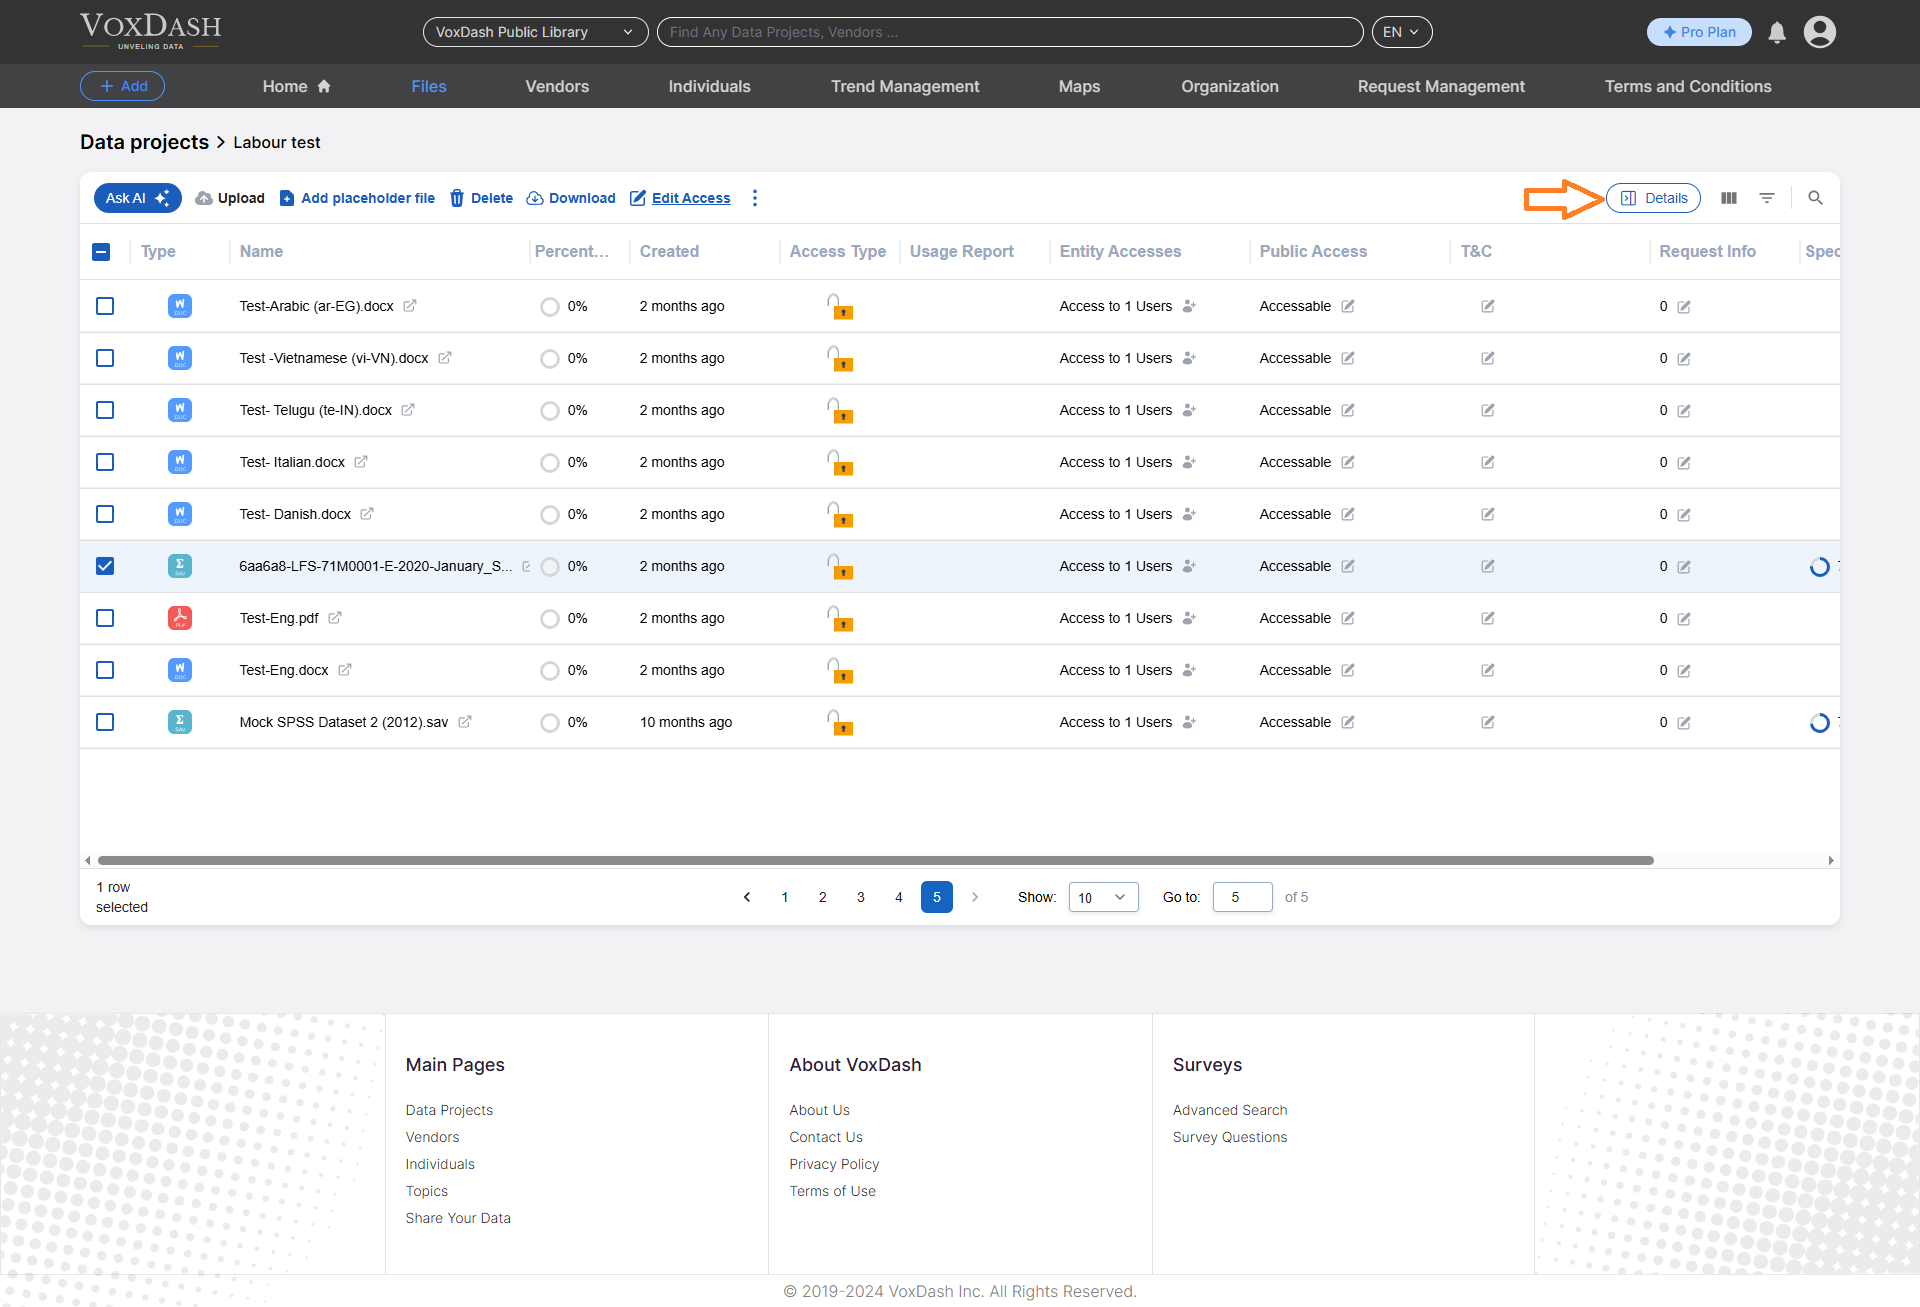 VOXDASH
UNVELING DATA
VoxDash Public Library
Find Any Data Projects, Vendors ...
EN
Pro Plan
+ Add
Home
Files
Vendors
Individuals
Trend Management
Maps
Organization
Request Management
Terms and Conditions
Data projects > Labour test
Ask AI
Upload
Add placeholder file
Delete
Download
Edit Access
Details
Type Name Percent... Created Access Type Usage Report Entity Accesses Public Access T&C Request Info Spec
Test-Arabic (ar-EG).docx 0% 2 months ago Access to 1 Users Accessable 0
Test -Vietnamese (vi-VN).docx 0% 2 months ago Access to 1 Users Accessable 0
Test- Telugu (te-IN).docx 0% 2 months ago Access to 1 Users Accessable 0
Test- Italian.docx 0% 2 months ago Access to 1 Users Accessable 0
Test- Danish.docx 0% 2 months ago Access to 1 Users Accessable 0
6aa6a8-LFS-71M0001-E-2020-January_S... 0% 2 months ago Access to 1 Users Accessable 0
Test-Eng.pdf 0% 2 months ago Access to 1 Users Accessable 0
Test-Eng.docx 0% 2 months ago Access to 1 Users Accessable 0
Mock SPSS Dataset 2 (2012).sav 0% 10 months ago Access to 1 Users Accessable 0
1 row
selected
1 2 3 4 5
Show: 10
Go to: 5 of 5
Main Pages
Data Projects
Vendors
Individuals
Topics
Share Your Data
About VoxDash
About Us
Contact Us
Privacy Policy
Terms of Use
Surveys
Advanced Search
Survey Questions
© 2019-2024 VoxDash Inc. All Rights Reserved.